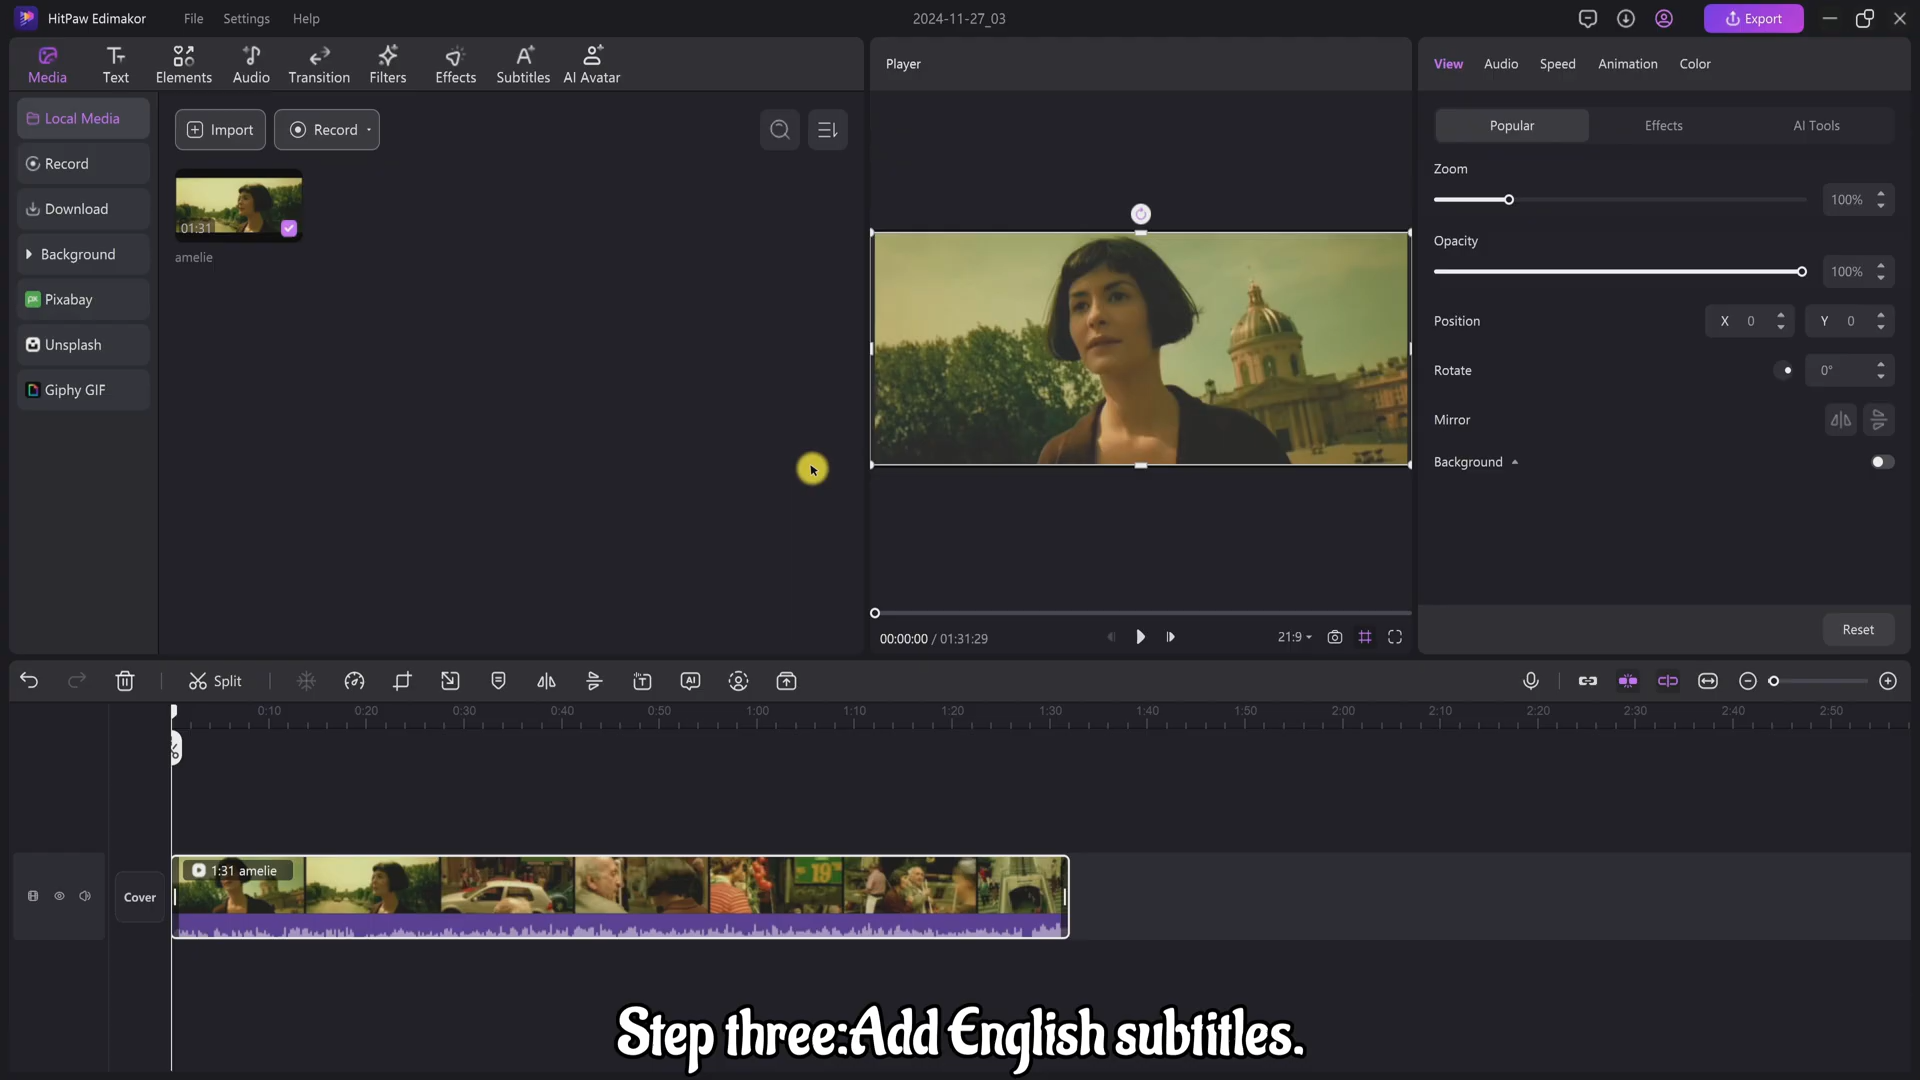 HitPaw Edimakor
File
Settings
Help
2024-11-27_03
Export
Media
Text
Elements
Audio
Transition
Filters
Effects
Subtitles
AI Avatar
Local Media
Record
Download
Background
Pixabay
Unsplash
Giphy GIF
Import
Record
01:31
amelie
Player
00:00:00 / 01:31:29
21:9
View
Audio
Speed
Animation
Color
Popular
Effects
AI Tools
Zoom
100%
Opacity
100%
Position
X 0
Y 0
Rotate
0°
Mirror
Background
Reset
Split
AI
0:10
0:20
0:30
0:40
0:50
1:00
1:10
1:20
1:30
1:40
1:50
2:00
2:10
2:20
2:30
2:40
2:50
Cover
1:31 amelie
19
Step three:Add English subtitles.